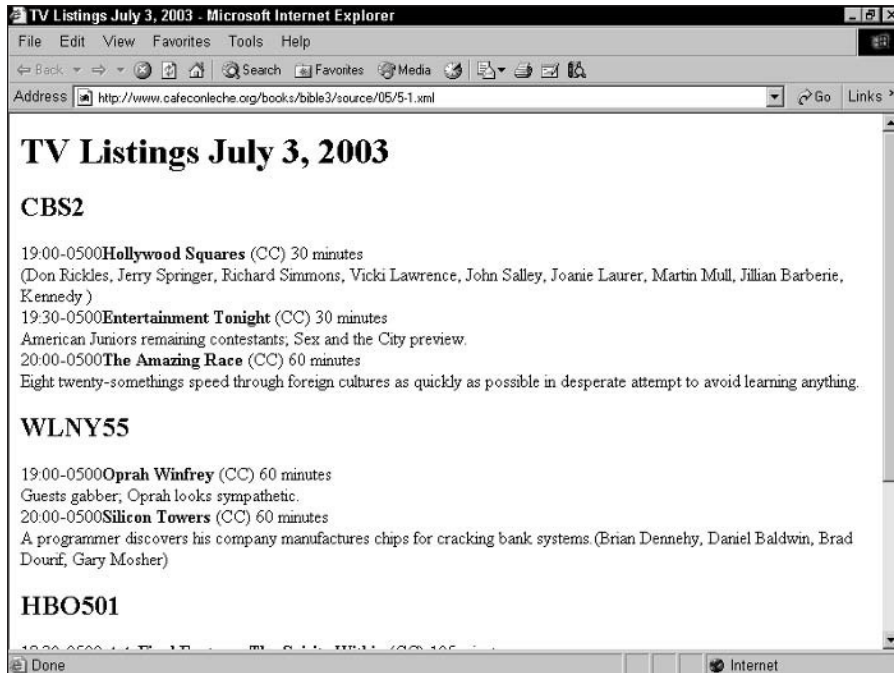 TV Listings July 3, 2003 - Microsoft Internet Explorer
File Edit View Favorites Tools Help
Back Search Favorites Media
Address http://www.cafeconleche.org/books/bible3/source/05/5-1.xml Go Links
TV Listings July 3, 2003
CBS2
19:00-0500Hollywood Squares (CC) 30 minutes
(Don Rickles, Jerry Springer, Richard Simmons, Vicki Lawrence, John Salley, Joanie Laurer, Martin Mull, Jillian Barberie,
Kennedy )
19:30-0500Entertainment Tonight (CC) 30 minutes
American Juniors remaining contestants; Sex and the City preview.
20:00-0500The Amazing Race (CC) 60 minutes
Eight twenty-somethings speed through foreign cultures as quickly as possible in desperate attempt to avoid learning anything.
WLNY55
19:00-0500Oprah Winfrey (CC) 60 minutes
Guests gabber; Oprah looks sympathetic.
20:00-0500Silicon Towers (CC) 60 minutes
A programmer discovers his company manufactures chips for cracking bank systems.(Brian Dennehy, Daniel Baldwin, Brad
Dourif, Gary Mosher)
HBO501
The Spirits Within (CC)
Done Internet